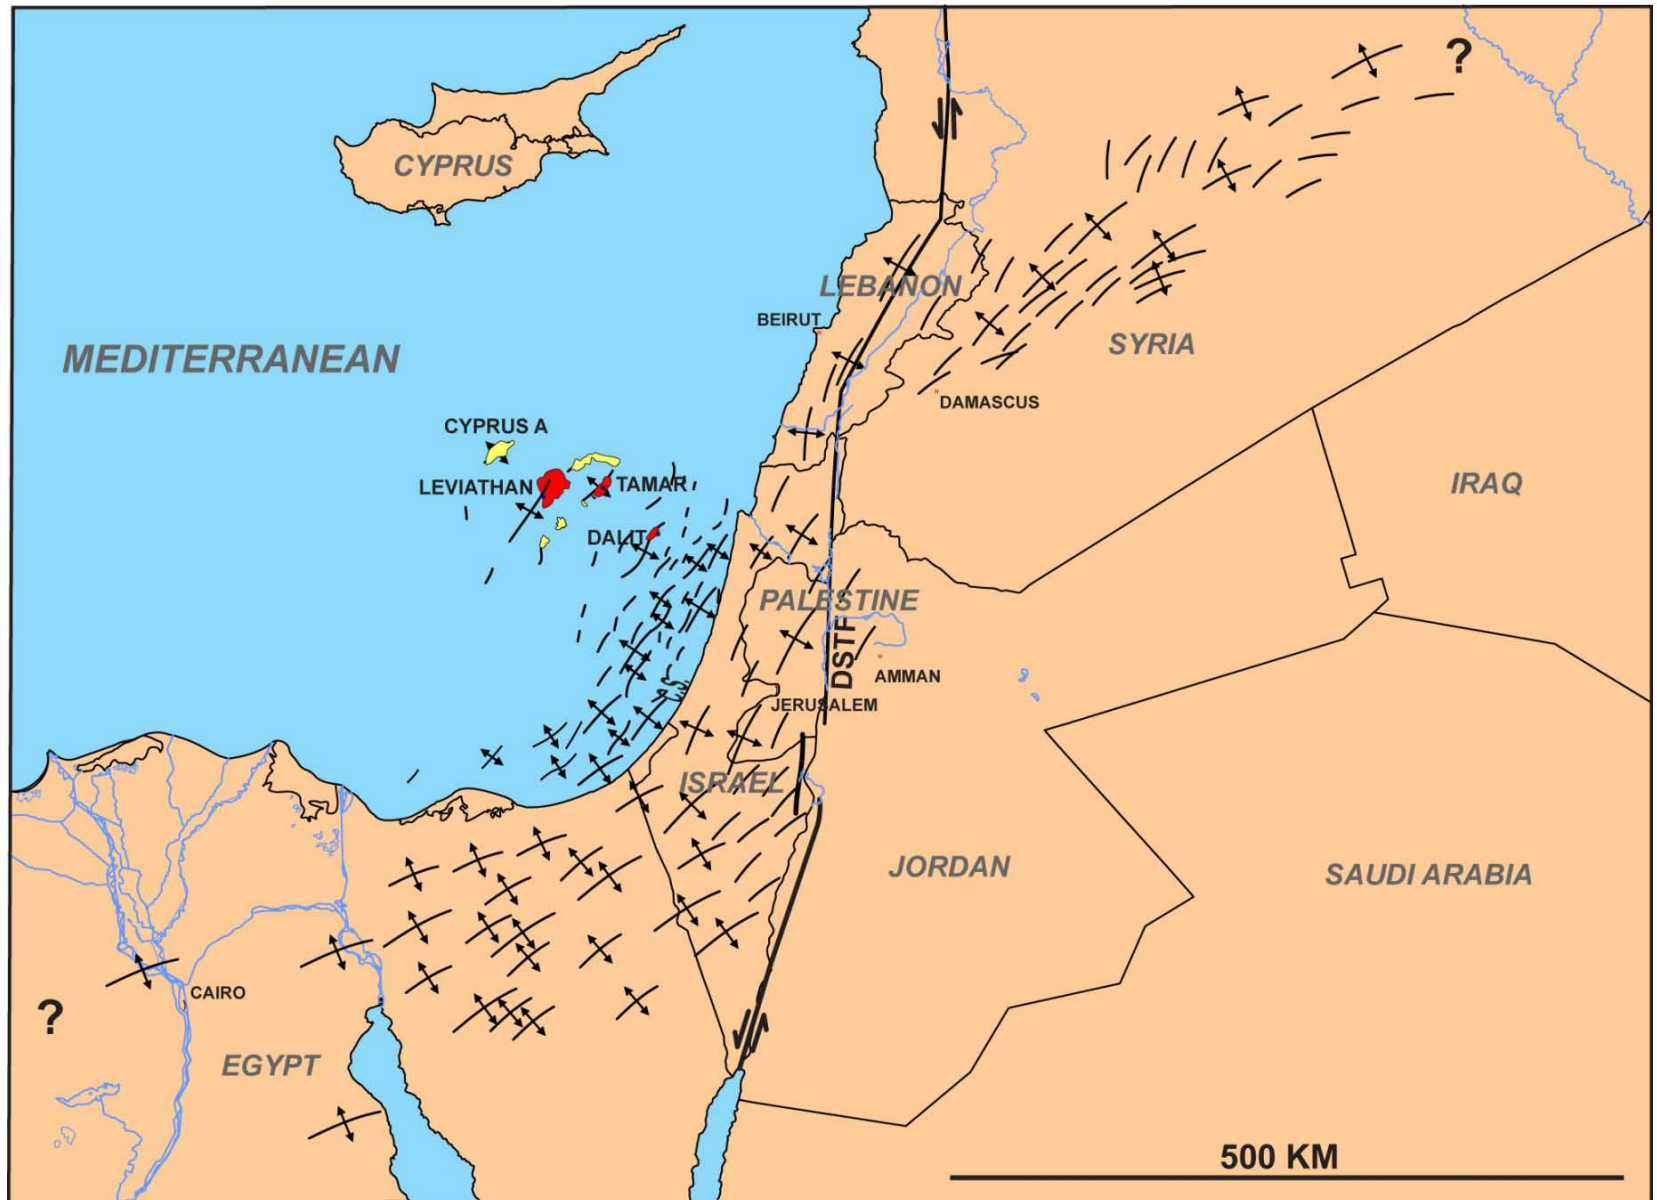 ?
CYPRUS
LEBANON
BEIRUT
SYRIA
MEDITERRANEAN
DAMASCUS
CYPRUS A
LEVIATHAN
TAMAR
IRAQ
DALIT
PALESTINE
DSTF
AMMAN
JERUSALEM
ISRAEL
JORDAN
SAUDI ARABIA
CAIRO
?
EGYPT
500 KM